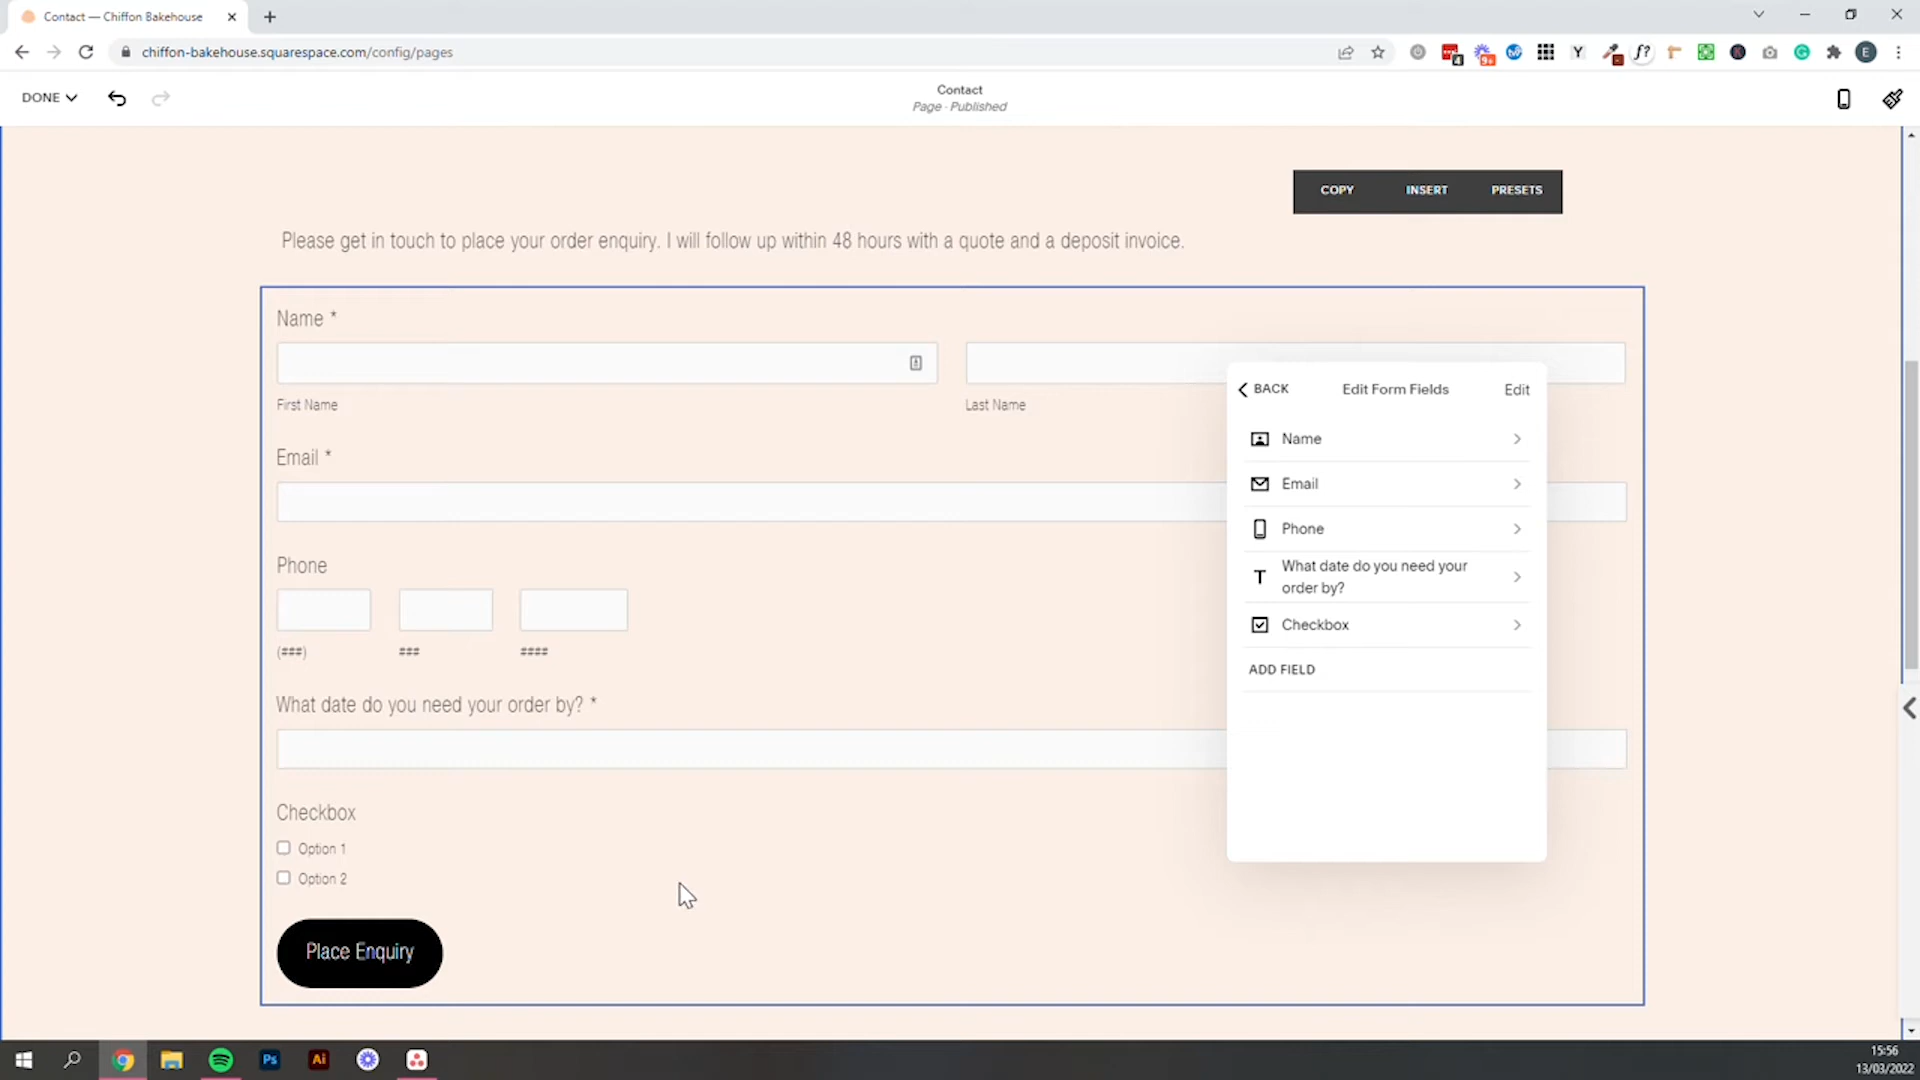 Contact — Chiffon Bakehouse
chiffon-bakehouse.squarespace.com/config/pages
4
9+
Y
f?
E
DONE
Contact
Page · Published
COPY
INSERT
PRESETS
Please get in touch to place your order enquiry. I will follow up within 48 hours with a quote and a deposit invoice.
Name *
First Name
Last Name
Email *
Phone
(###)
###
####
What date do you need your order by? *
Checkbox
Option 1
Option 2
Place Enquiry
BACK
Edit Form Fields
Edit
Name
Email
Phone
T
What date do you need your
order by?
Checkbox
ADD FIELD
Ps
Ai
15:56
13/03/2022